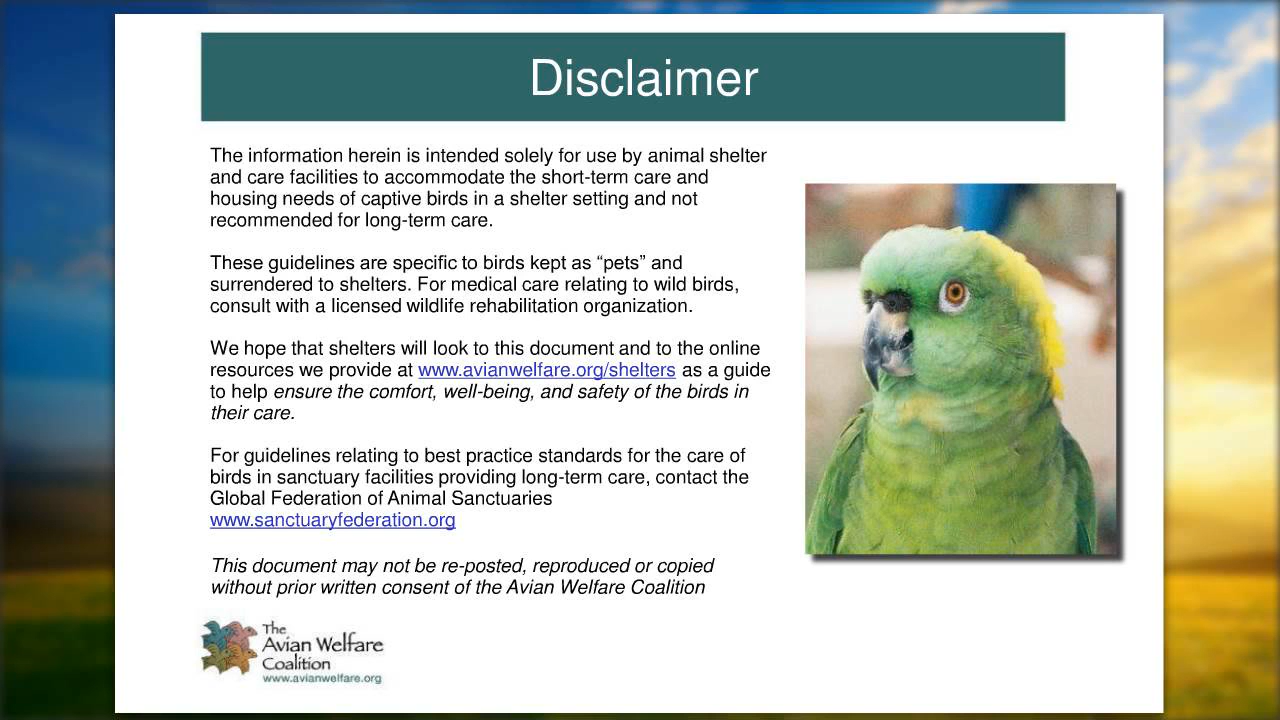 Disclaimer
The information herein is intended solely for use by animal shelter
and care facilities to accommodate the short-term care and
housing needs of captive birds in a shelter setting and not
recommended for long-term care.
These guidelines are specific to birds kept as “pets” and
surrendered to shelters. For medical care relating to wild birds,
consult with a licensed wildlife rehabilitation organization.
We hope that shelters will look to this document and to the online
resources we provide at www.avianwelfare.org/shelters as a guide
to help ensure the comfort, well-being, and safety of the birds in
their care.
For guidelines relating to best practice standards for the care of
birds in sanctuary facilities providing long-term care, contact the
Global Federation of Animal Sanctuaries
www.sanctuaryfederation.org
This document may not be re-posted, reproduced or copied
without prior written consent of the Avian Welfare Coalition
The
Avian Welfare
Coalition
www.avianwelfare.org